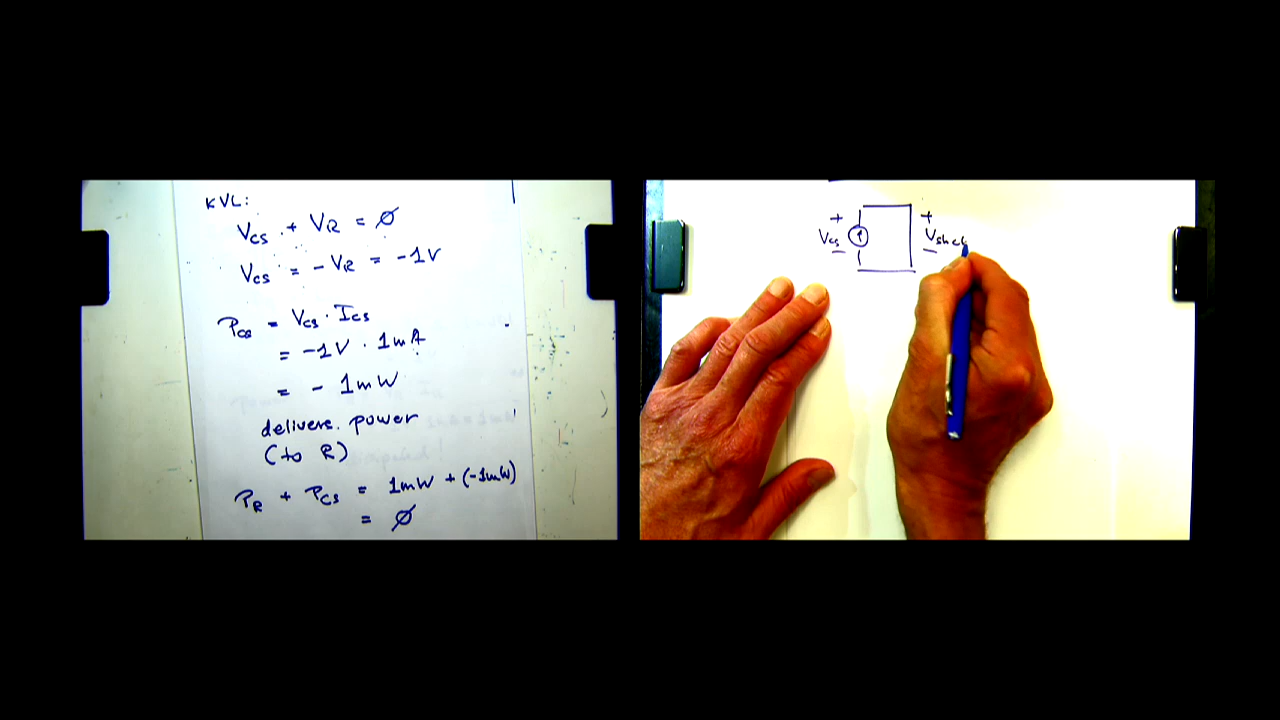 KVL:
Vcs + VR = ∅
Vcs = - VR = -1V
Pcs = Vcs · Ics
= -1V · 1mA
= - 1mW
delivers power
(to R)
PR + Pcs = 1mW + (-1mW)
= ∅
+ +
Vcs
- -